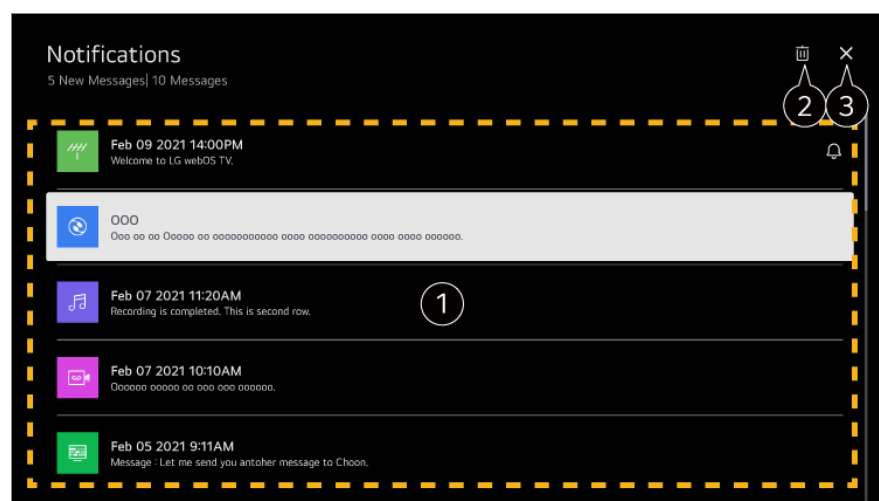 Notifications
5 New Messages| 10 Messages
2
3
Feb 09 2021 14:00PM
Welcome to LG webOS TV.
OOO
Ooo oo oo Ooooo oo ooooooooooo oooo oooooooooo oooo oooo oooooo.
1
Feb 07 2021 11:20AM
Recording is completed. This is second row.
Feb 07 2021 10:10AM
Oooooo ooooo oo ooo ooo oooooo.
Feb 05 2021 9:11AM
Message : Let me send you antoher message to Choon.